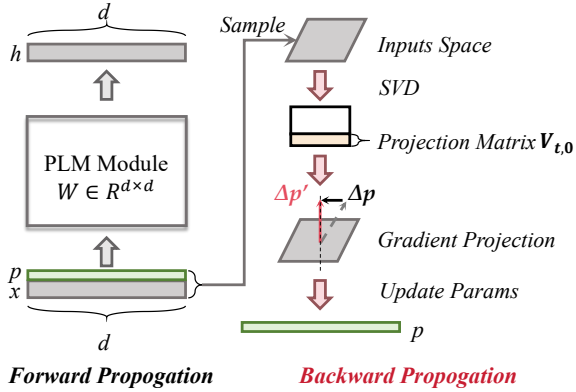 d
h
PLM Module
W ∈ R^{d×d}
p
x
d
Forward Propogation
Sample
Inputs Space
SVD
Projection Matrix V_{t,0}
Δp′ Δp
Gradient Projection
Update Params
p
Backward Propogation